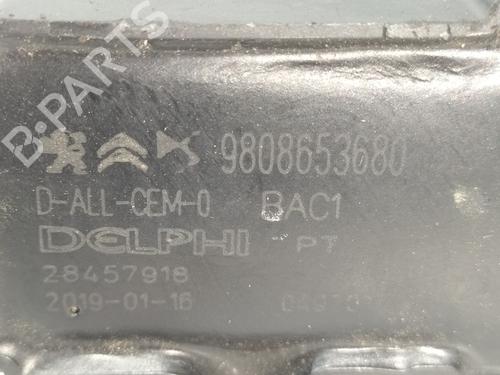 B-PARTS
9808653680
D-ALL-CEM-0 BAC1
DELPHI PT
28457918
2019-01-16